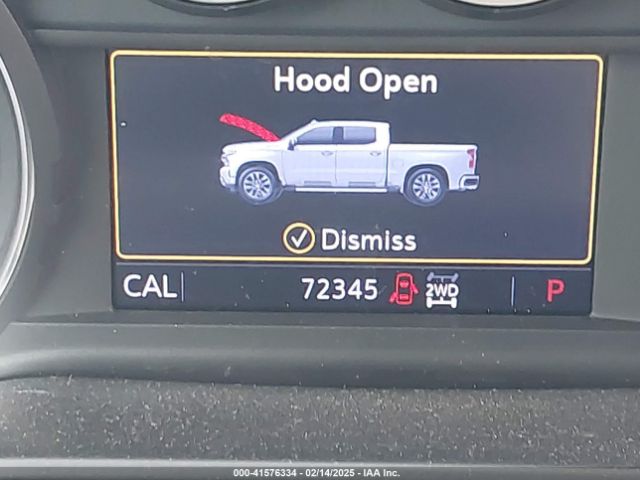 Hood Open
Dismiss
CAL 72345 2WD P
000-41576334 - 02/14/2025 - IAA Inc.